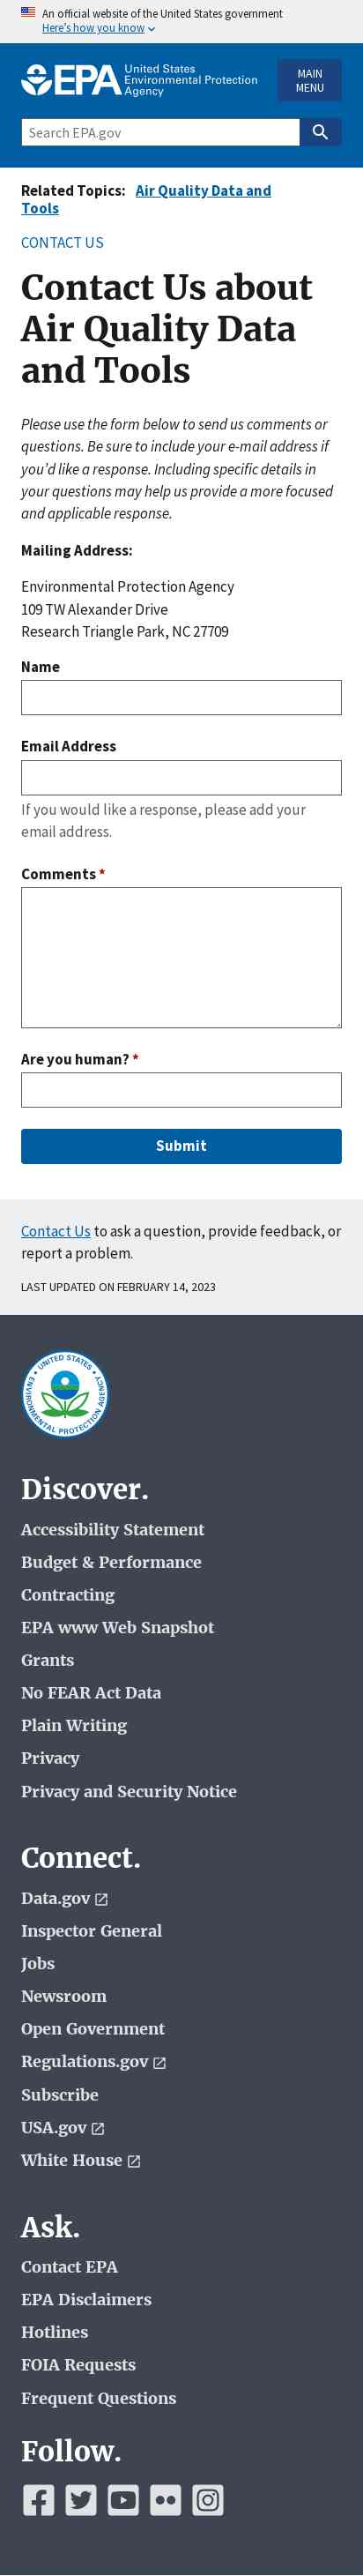 An official website of the United States government
Here's how you know
EPA United States
Environmental Protection
Agency
MAIN
MENU
Search EPA.gov
Related Topics: Air Quality Data and
Tools
CONTACT US
Contact Us about
Air Quality Data
and Tools
Please use the form below to send us comments or
questions. Be sure to include your e-mail address if
you’d like a response. Including specific details in
your questions may help us provide a more focused
and applicable response.
Mailing Address:
Environmental Protection Agency
109 TW Alexander Drive
Research Triangle Park, NC 27709
Name
Email Address
If you would like a response, please add your
email address.
Comments *
Are you human? *
Submit
Contact Us to ask a question, provide feedback, or
report a problem.
LAST UPDATED ON FEBRUARY 14, 2023
UNITED STATES
ENVIRONMENTAL PROTECTION AGENCY
Discover.
Accessibility Statement
Budget & Performance
Contracting
EPA www Web Snapshot
Grants
No FEAR Act Data
Plain Writing
Privacy
Privacy and Security Notice
Connect.
Data.gov
Inspector General
Jobs
Newsroom
Open Government
Regulations.gov
Subscribe
USA.gov
White House
Ask.
Contact EPA
EPA Disclaimers
Hotlines
FOIA Requests
Frequent Questions
Follow.